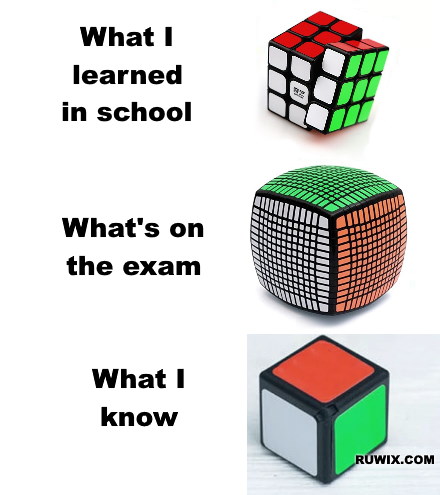 What I
learned
in school
What's on
the exam
What I
know
RUWIX.COM